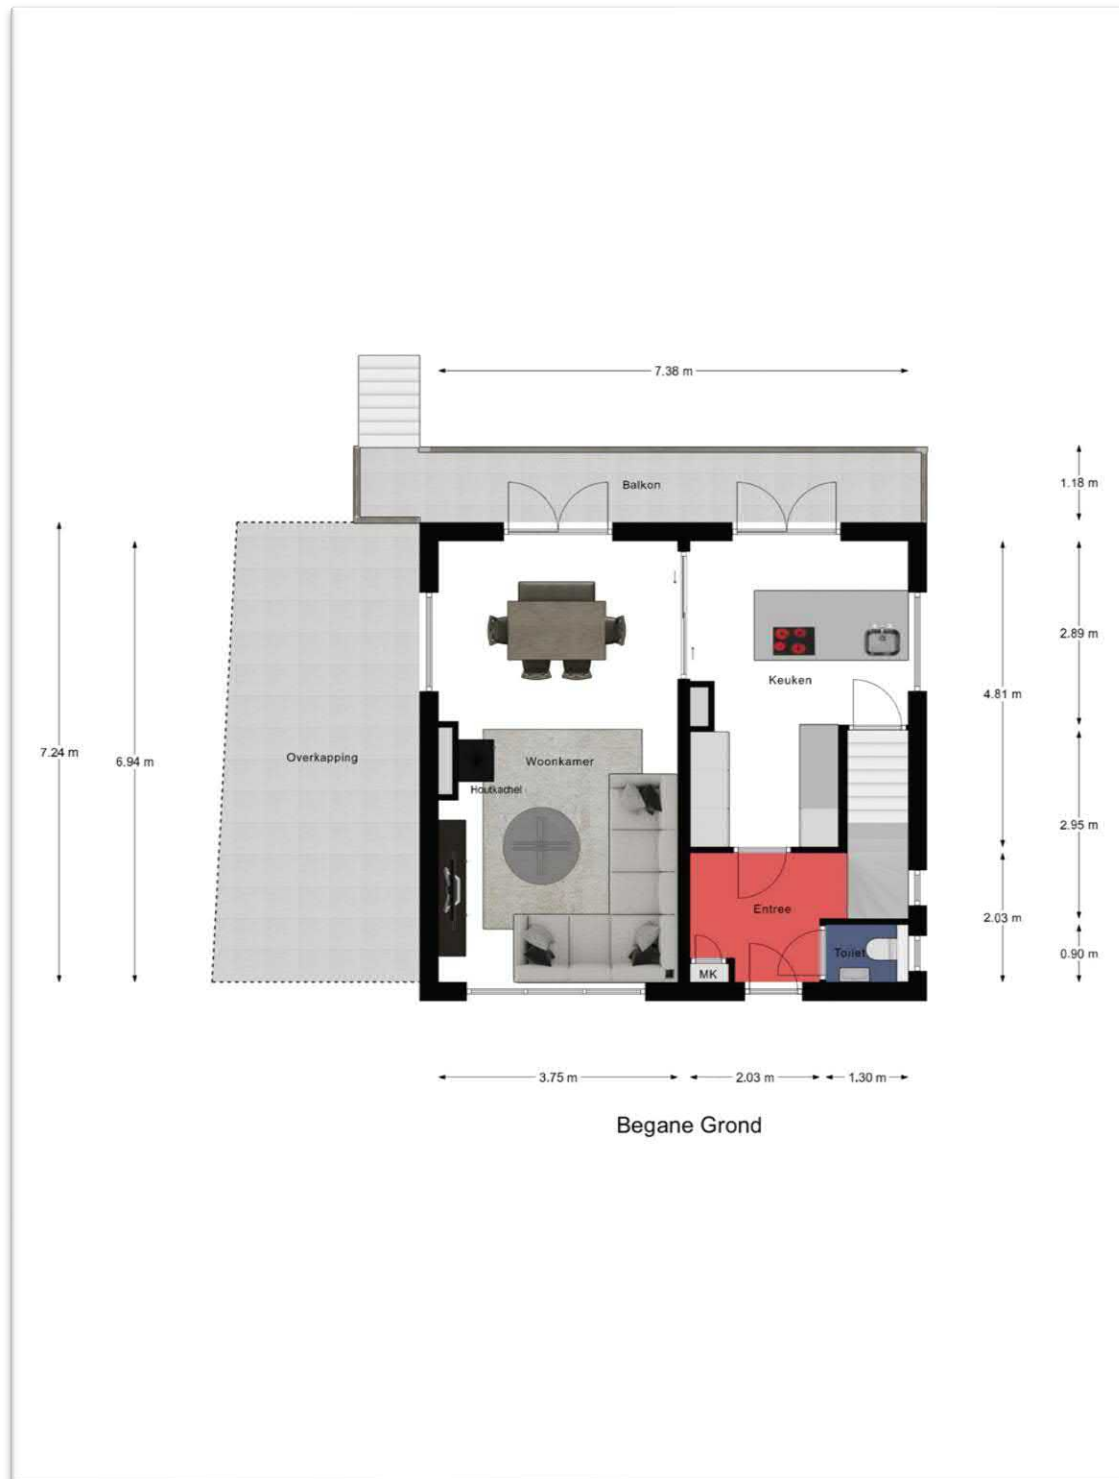 7.38 m
Balkon
1.18 m
2.89 m
Keuken
4.81 m
7.24 m
6.94 m
Overkapping
Woonkamer
Houtkachel
2.95 m
Entree
2.03 m
Toilet
0.90 m
MK
3.75 m
2.03 m
1.30 m
Begane Grond